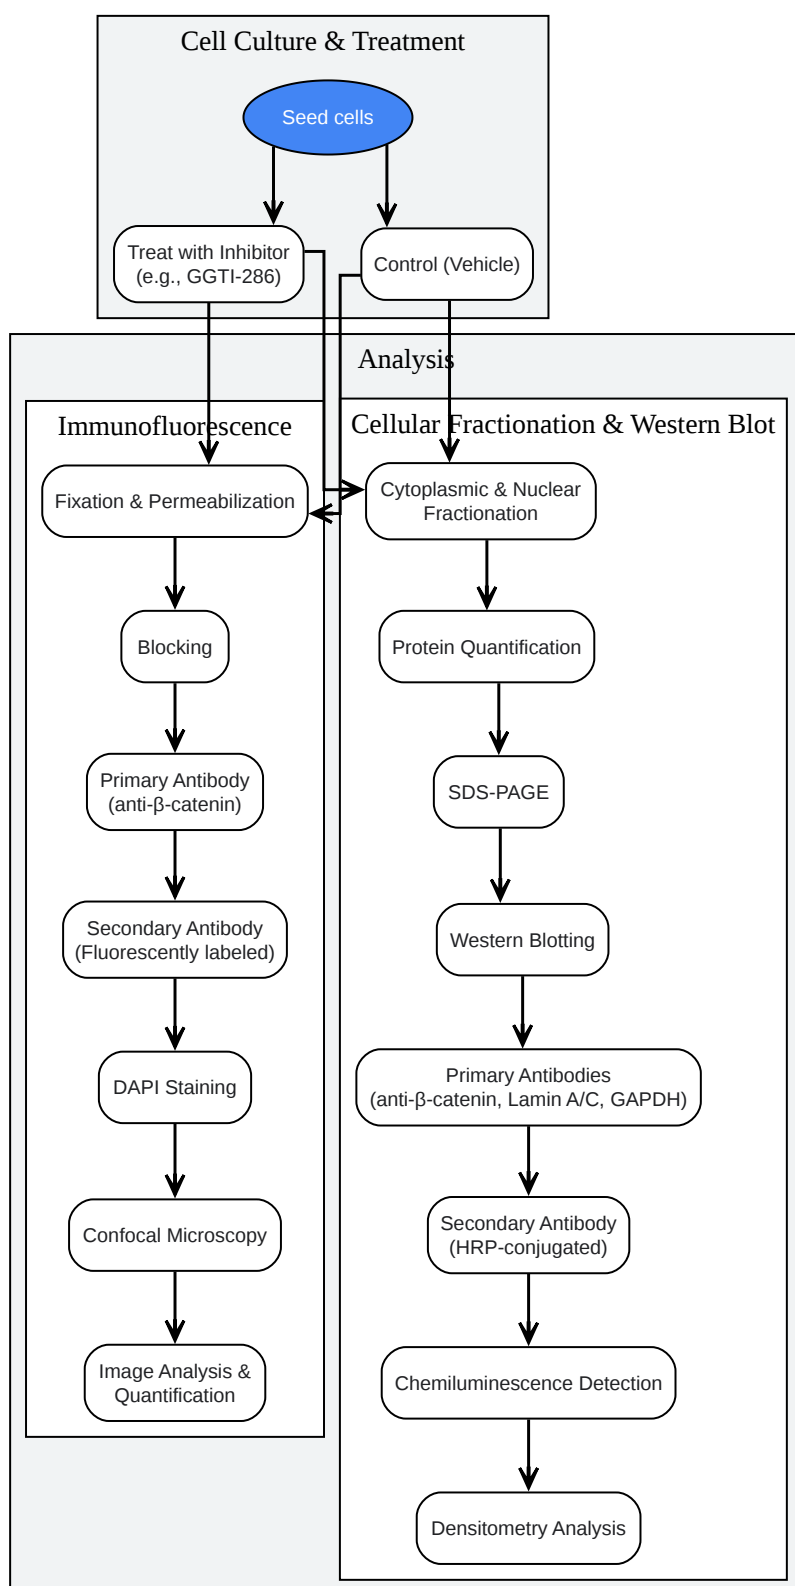 Cell Culture & Treatment
Seed cells
Treat with Inhibitor
(e.g., GGTI-286)
Control (Vehicle)
Analysis
Immunofluorescence
Fixation & Permeabilization
Blocking
Primary Antibody
(anti-β-catenin)
Secondary Antibody
(Fluorescently labeled)
DAPI Staining
Confocal Microscopy
Image Analysis &
Quantification
Cellular Fractionation & Western Blot
Cytoplasmic & Nuclear
Fractionation
Protein Quantification
SDS-PAGE
Western Blotting
Primary Antibodies
(anti-β-catenin, Lamin A/C, GAPDH)
Secondary Antibody
(HRP-conjugated)
Chemiluminescence Detection
Densitometry Analysis